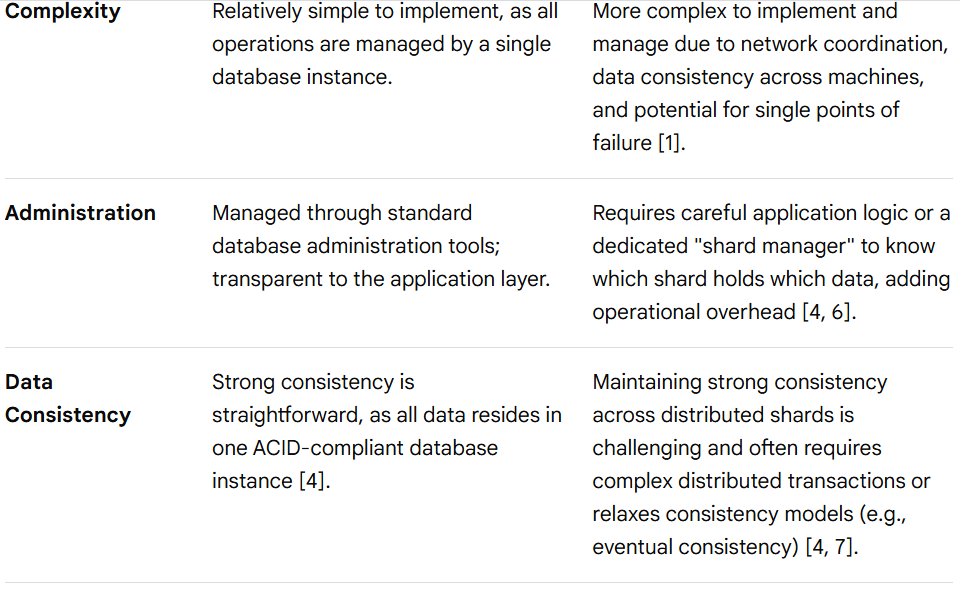 Complexity
Relatively simple to implement, as all
operations are managed by a single
database instance.
More complex to implement and
manage due to network coordination,
data consistency across machines,
and potential for single points of
failure [1].
Administration
Managed through standard
database administration tools;
transparent to the application layer.
Requires careful application logic or a
dedicated "shard manager" to know
which shard holds which data, adding
operational overhead [4, 6].
Data
Consistency
Strong consistency is
straightforward, as all data resides in
one ACID-compliant database
instance [4].
Maintaining strong consistency
across distributed shards is
challenging and often requires
complex distributed transactions or
relaxes consistency models (e.g.,
eventual consistency) [4, 7].